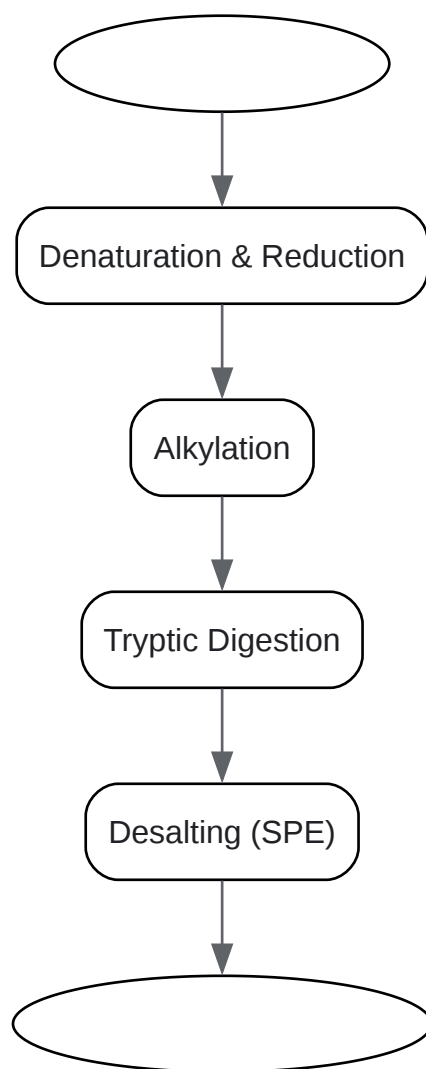 Denaturation & Reduction
Alkylation
Tryptic Digestion
Desalting (SPE)